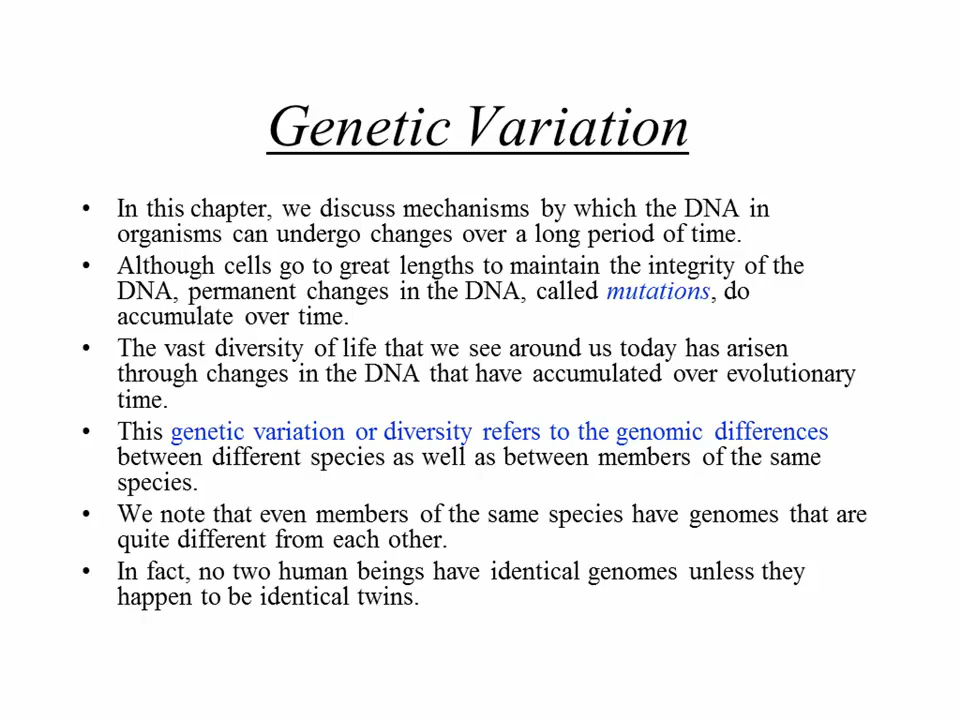 Genetic Variation
• In this chapter, we discuss mechanisms by which the DNA in
organisms can undergo changes over a long period of time.
• Although cells go to great lengths to maintain the integrity of the
DNA, permanent changes in the DNA, called mutations, do
accumulate over time.
• The vast diversity of life that we see around us today has arisen
through changes in the DNA that have accumulated over evolutionary
time.
• This genetic variation or diversity refers to the genomic differences
between different species as well as between members of the same
species.
• We note that even members of the same species have genomes that are
quite different from each other.
• In fact, no two human beings have identical genomes unless they
happen to be identical twins.